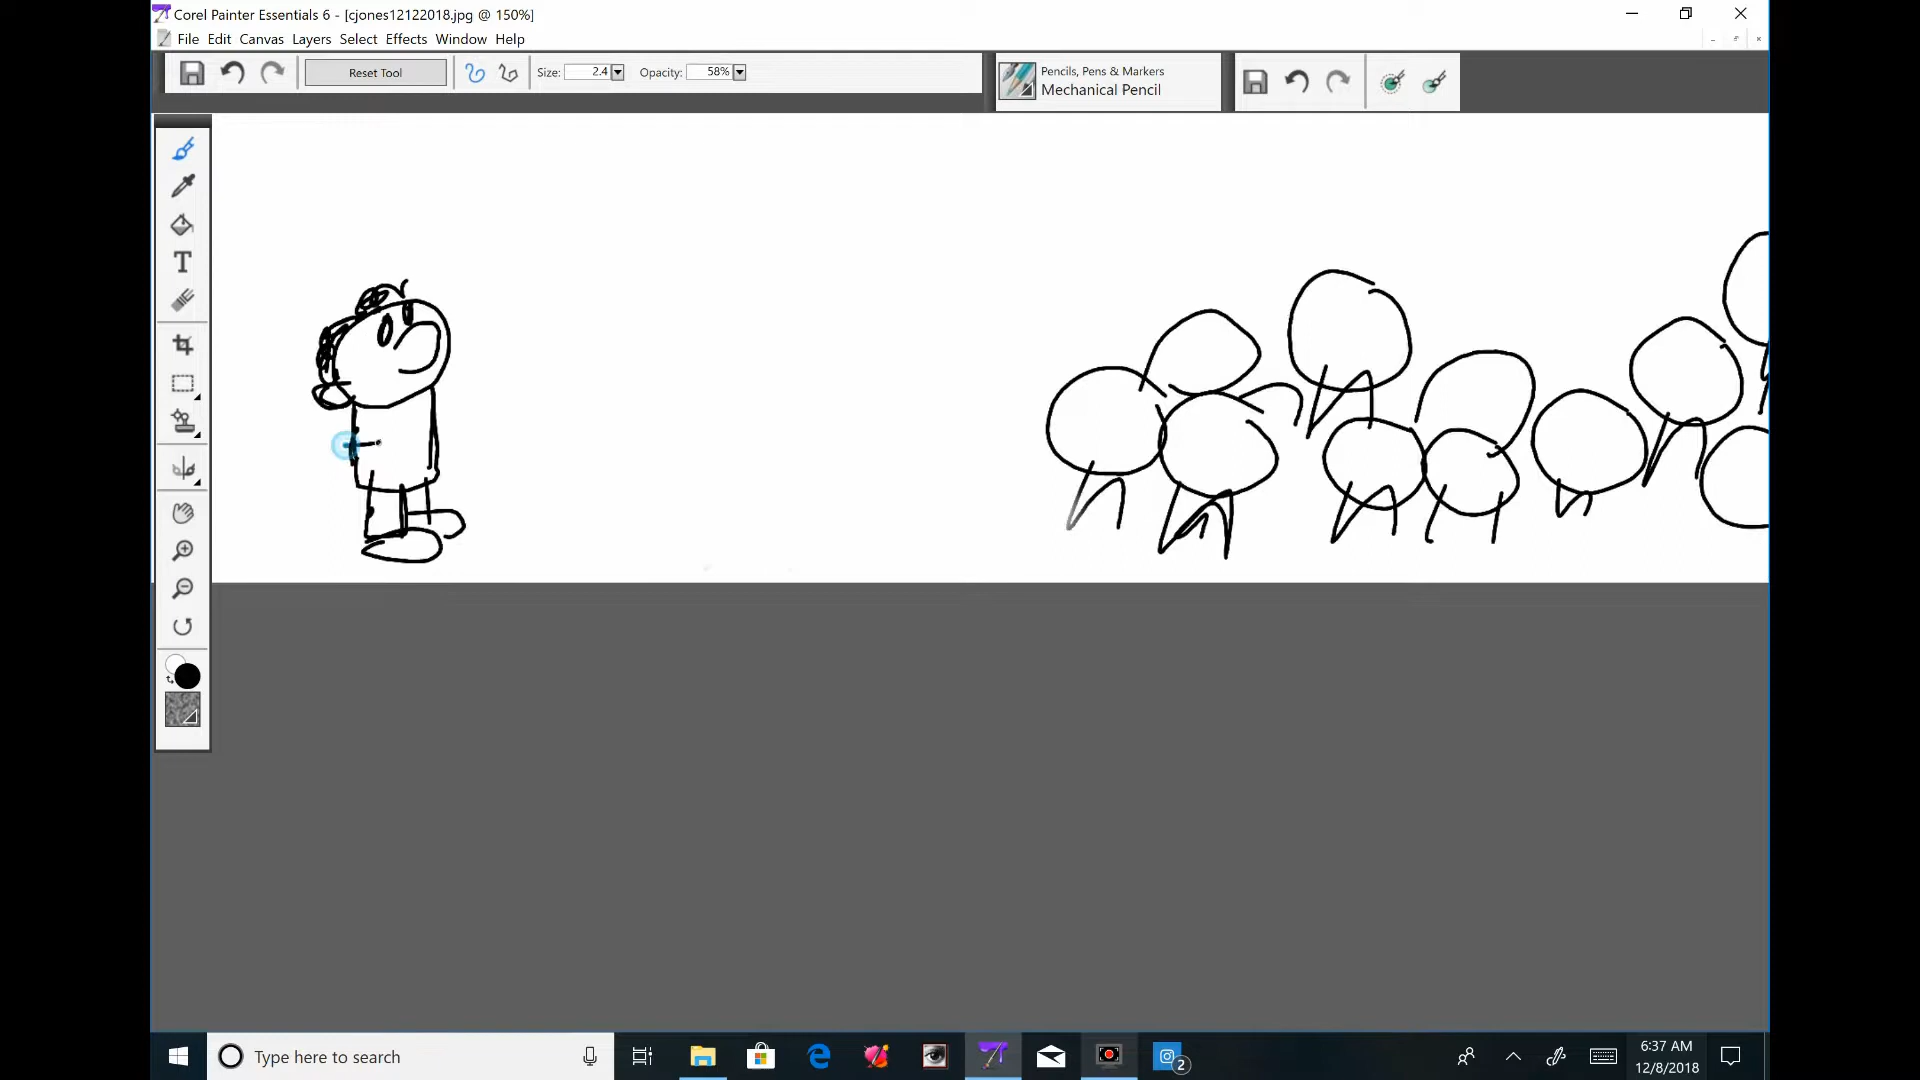 Corel Painter Essentials 6 - [cjones12122018.jpg @ 150%]
File Edit Canvas Layers Select Effects Window Help
Reset Tool Size: 2.4 Opacity: 58%
Pencils, Pens & Markers
Mechanical Pencil
T
Type here to search
2
6:37 AM
12/8/2018